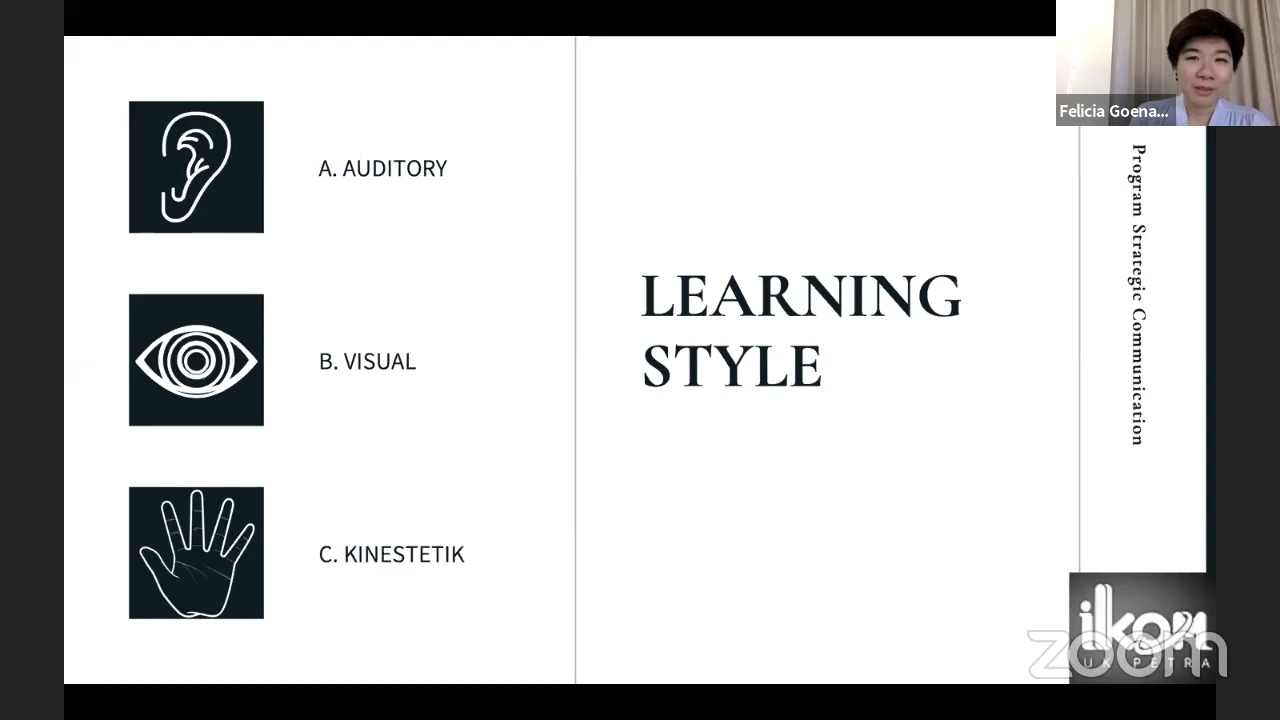 A. AUDITORY
B. VISUAL
C. KINESTETIK
LEARNING
STYLE
Felicia Goena...
Program Strategic Communication
ikom
UK PETRA
zoom